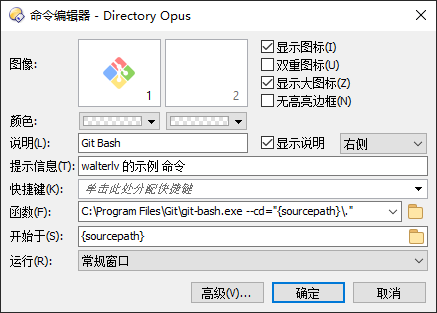 命令编辑器 - Directory Opus
图像:
1
2
显示图标(I)
双重图标(U)
显示大图标(Z)
无高亮边框(N)
颜色:
说明(L): Git Bash 显示说明 右侧
提示信息(T): walterlv 的示例 命令
快捷键(K): 单击此处分配快捷键
函数(F): C:\Program Files\Git\git-bash.exe --cd="{sourcepath}\."
开始于(S): {sourcepath}
运行(R): 常规窗口
高级(V)... 确定 取消